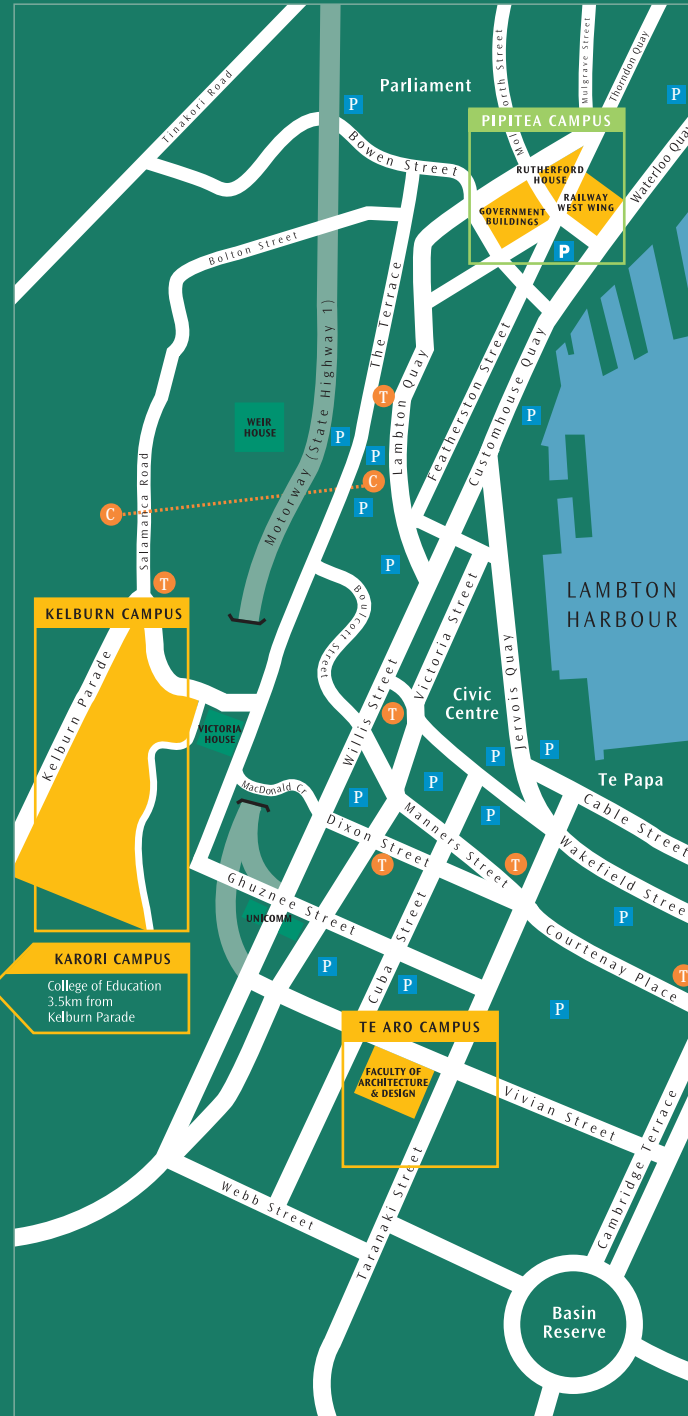 Tinakori Road
Parliament
P
Molesworth Street
Mulgrave Street
Thorndon Quay
P
PIPITEA CAMPUS
Bowen Street
RUTHERFORD
HOUSE
RAILWAY
WEST WING
GOVERNMENT
BUILDINGS
Waterloo Quay
P
Bolton Street
The Terrace
Motorway (State Highway 1)
Lambton Quay
Featherston Street
Customhouse Quay
T
WEIR
HOUSE
P
P
P
C
C
P
P
Salamanca Road
T
LAMBTON
HARBOUR
KELBURN CAMPUS
Kelburn Parade
Boulcott Street
Victoria Street
Willis Street
Jervois Quay
Civic
Centre
T
VICTORIA
HOUSE
P
P
Te Papa
MacDonald Cr
P
P
P
Cable Street
Dixon Street
Manners Street
Wakefield Stree
T
T
Ghuznee Street
UNICOMM
Cuba Street
P
Courtenay Place
KARORI CAMPUS
College of Education
3.5km from
Kelburn Parade
P
P
T
P
TE ARO CAMPUS
FACULTY OF
ARCHITECTURE
& DESIGN
Vivian Street
Cambridge Terrace
Webb Street
Taranaki Street
Basin
Reserve